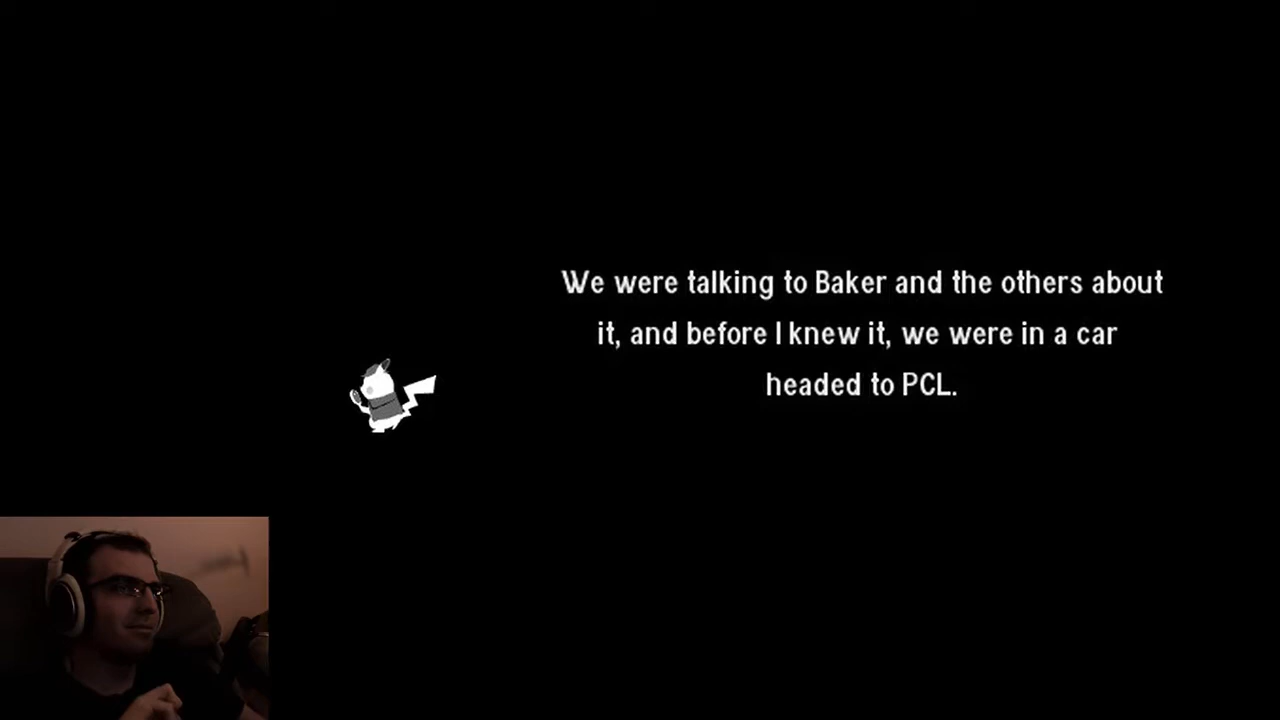 We were talking to Baker and the others about
it, and before I knew it, we were in a car
headed to PCL.